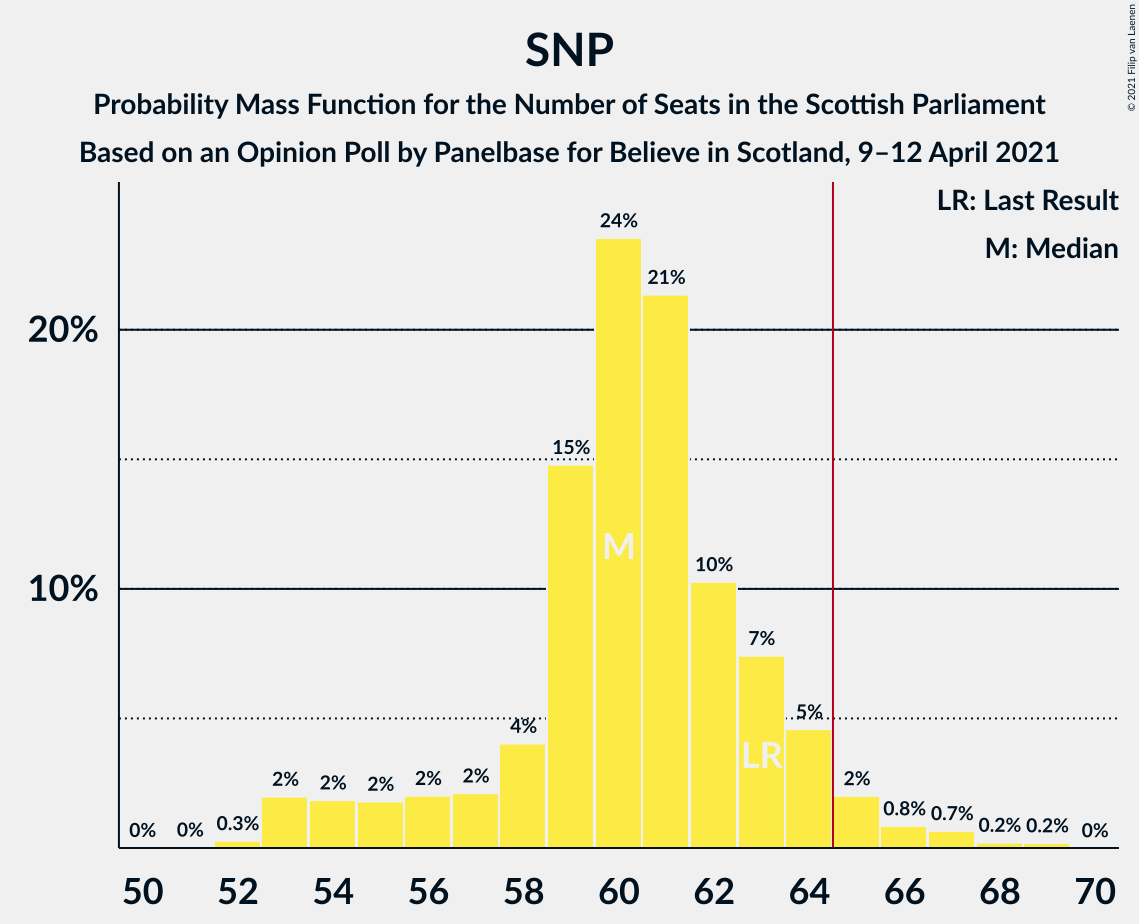 SNP
Probability Mass Function for the Number of Seats in the Scottish Parliament
Based on an Opinion Poll by Panelbase for Believe in Scotland, 9–12 April 2021
© 2021 Filip van Laenen
LR: Last Result
M: Median
20%
10%
0%
0%
0.3%
2%
2%
2%
2%
2%
4%
15%
24%
21%
10%
7%
5%
2%
0.8%
0.7%
0.2%
0.2%
0%
M
LR
50 52 54 56 58 60 62 64 66 68 70